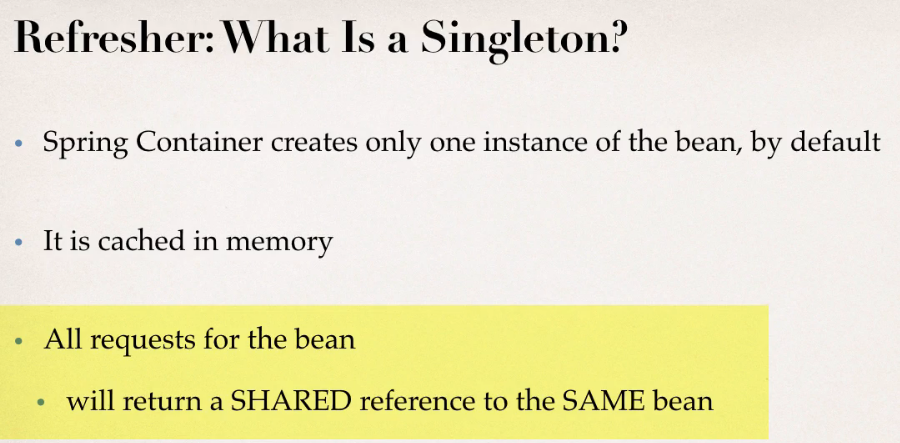 Refresher: What Is a Singleton?
• Spring Container creates only one instance of the bean, by default
• It is cached in memory
• All requests for the bean
• will return a SHARED reference to the SAME bean